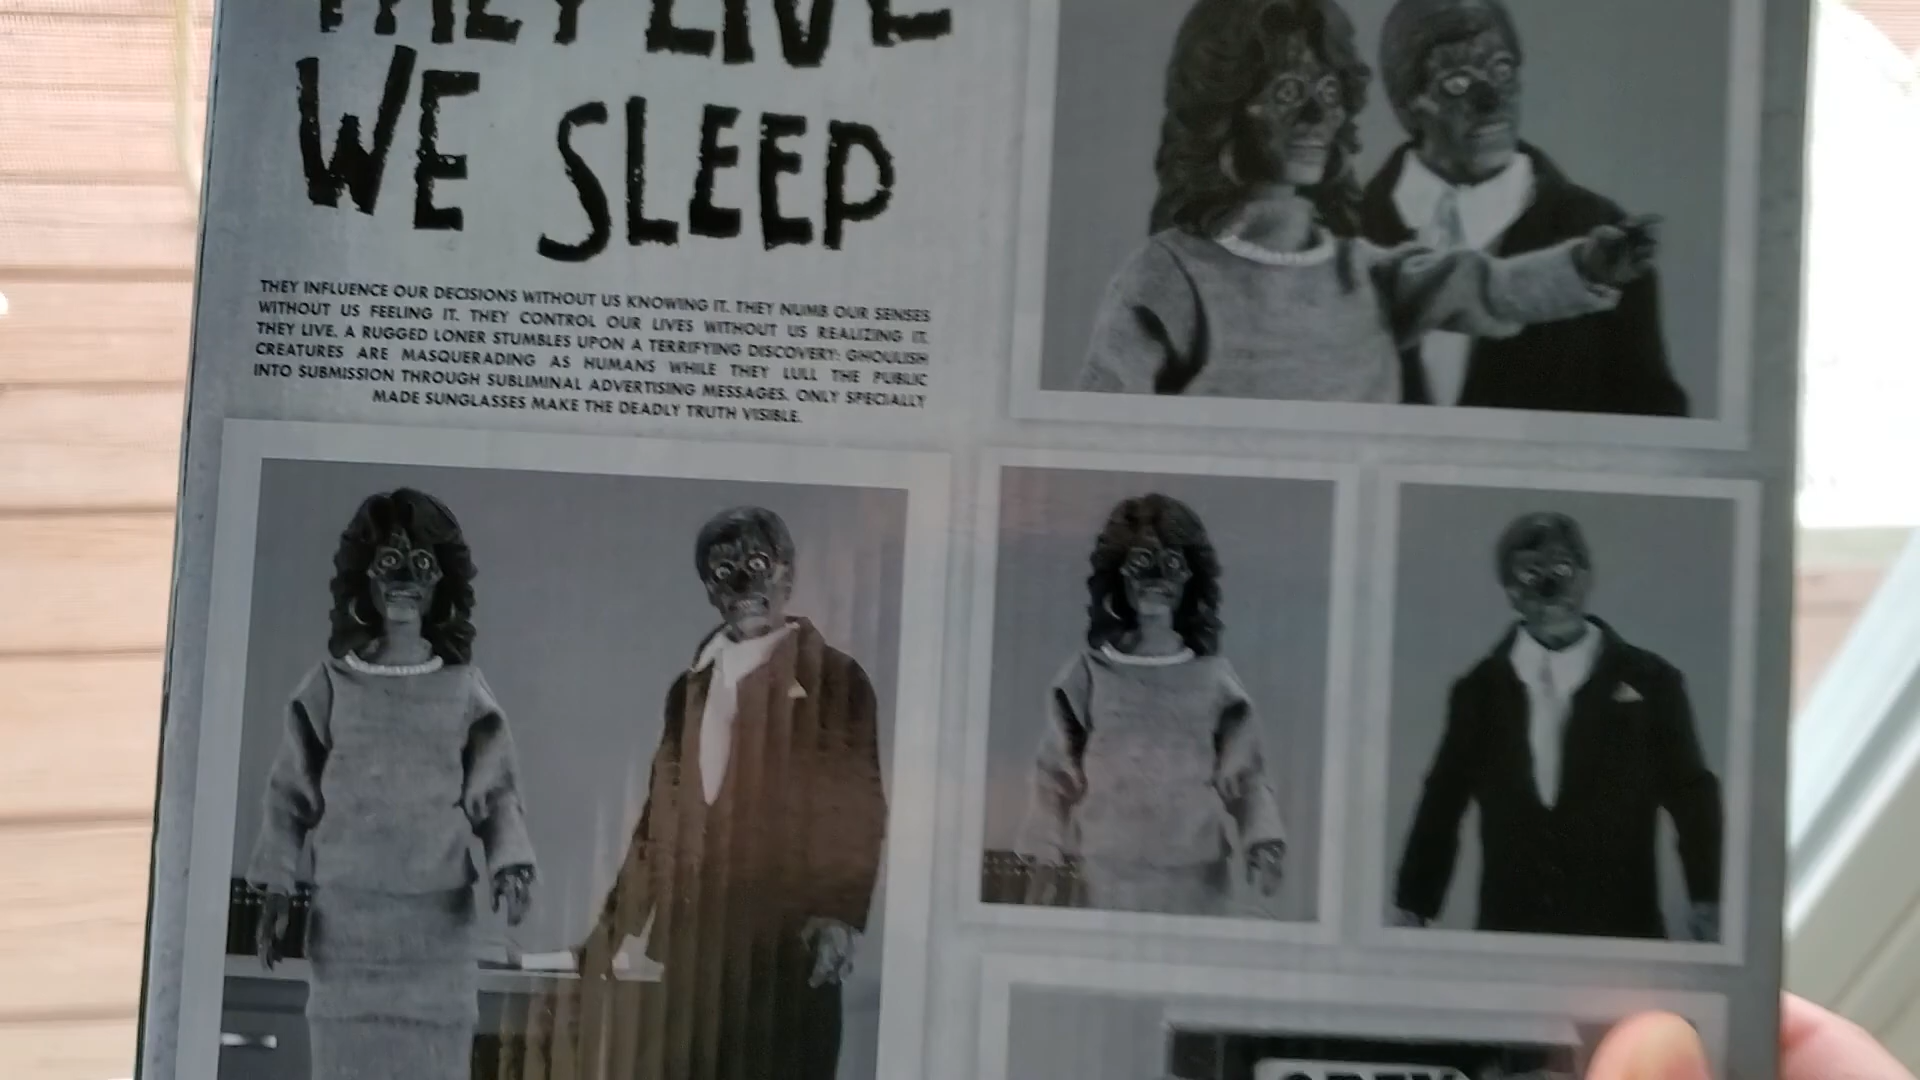 THEY LIVE
WE SLEEP
THEY INFLUENCE OUR DECISIONS WITHOUT US KNOWING IT. THEY NUMB OUR SENSES
WITHOUT US FEELING IT. THEY CONTROL OUR LIVES WITHOUT US REALIZING IT.
THEY LIVE. A RUGGED LONER STUMBLES UPON A TERRIFYING DISCOVERY: GHOULISH
CREATURES ARE MASQUERADING AS HUMANS WHILE THEY LULL THE PUBLIC
INTO SUBMISSION THROUGH SUBLIMINAL ADVERTISING MESSAGES. ONLY SPECIALLY
MADE SUNGLASSES MAKE THE DEADLY TRUTH VISIBLE.
OBEY